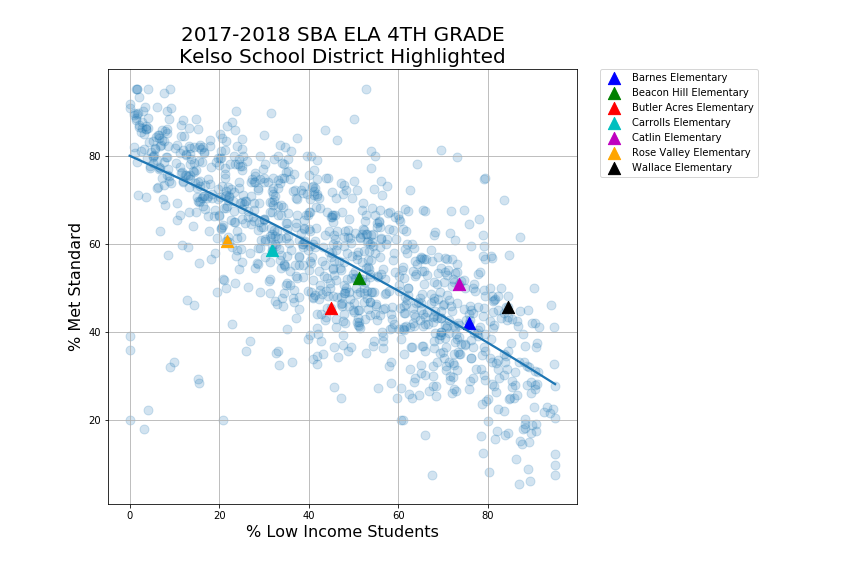 2017-2018 SBA ELA 4TH GRADE
Kelso School District Highlighted
% Met Standard
80
60
40
20
0
20
40
60
80
% Low Income Students
Barnes Elementary
Beacon Hill Elementary
Butler Acres Elementary
Carrolls Elementary
Catlin Elementary
Rose Valley Elementary
Wallace Elementary